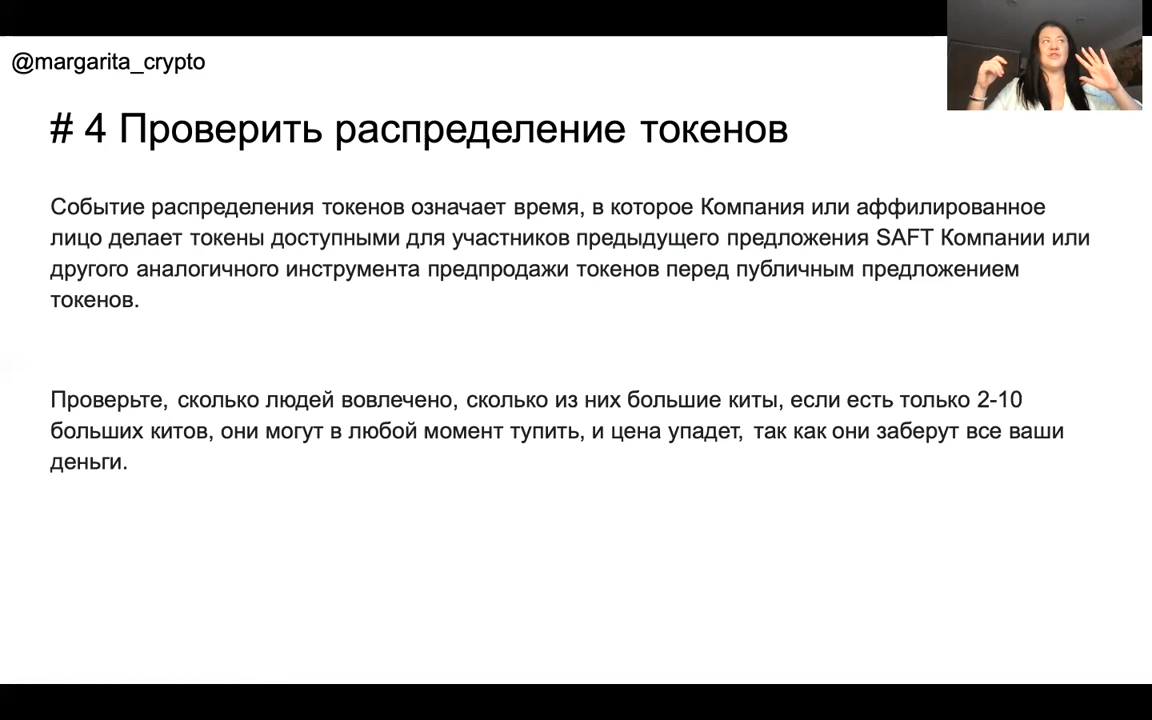 @margarita_crypto
# 4 Проверить распределение токенов
Событие распределения токенов означает время, в которое Компания или аффилированное
лицо делает токены доступными для участников предыдущего предложения SAFT Компании или
другого аналогичного инструмента предпродажи токенов перед публичным предложением
токенов.
Проверьте, сколько людей вовлечено, сколько из них большие киты, если есть только 2-10
больших китов, они могут в любой момент тупить, и цена упадет, так как они заберут все ваши
деньги.